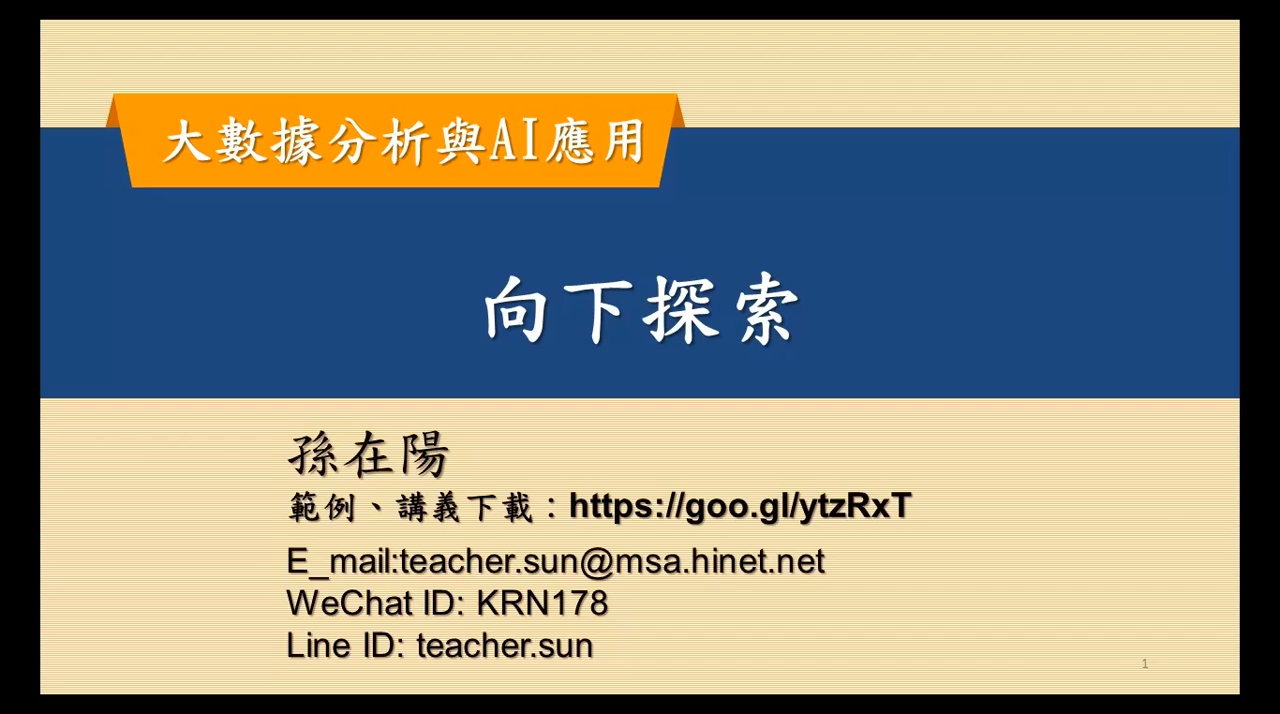 大數據分析與AI應用
向下探索
孫在陽
範例、講義下載：https://goo.gl/ytzRxT
E_mail:teacher.sun@msa.hinet.net
WeChat ID: KRN178
Line ID: teacher.sun
1